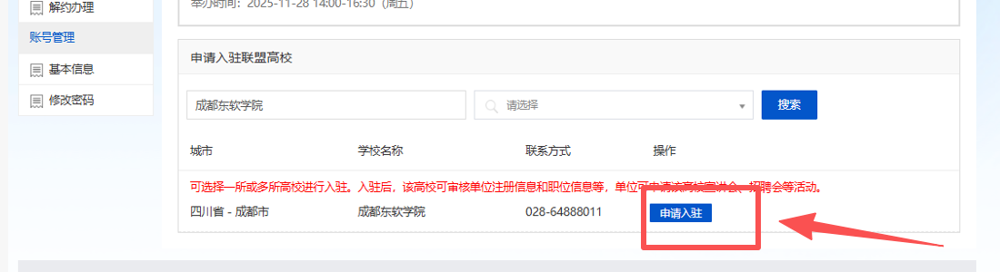 解约办理
账号管理
基本信息
修改密码
举办时间：2025-11-28 14:00-16:30（周五）
申请入驻联盟高校
成都东软学院
请选择
搜索
城市 学校名称 联系方式 操作
可选择一所或多所高校进行入驻。入驻后，该高校可审核单位注册信息和职位信息等，单位可申请该高校宣讲会、招聘会等活动。
四川省 - 成都市 成都东软学院 028-64888011 申请入驻